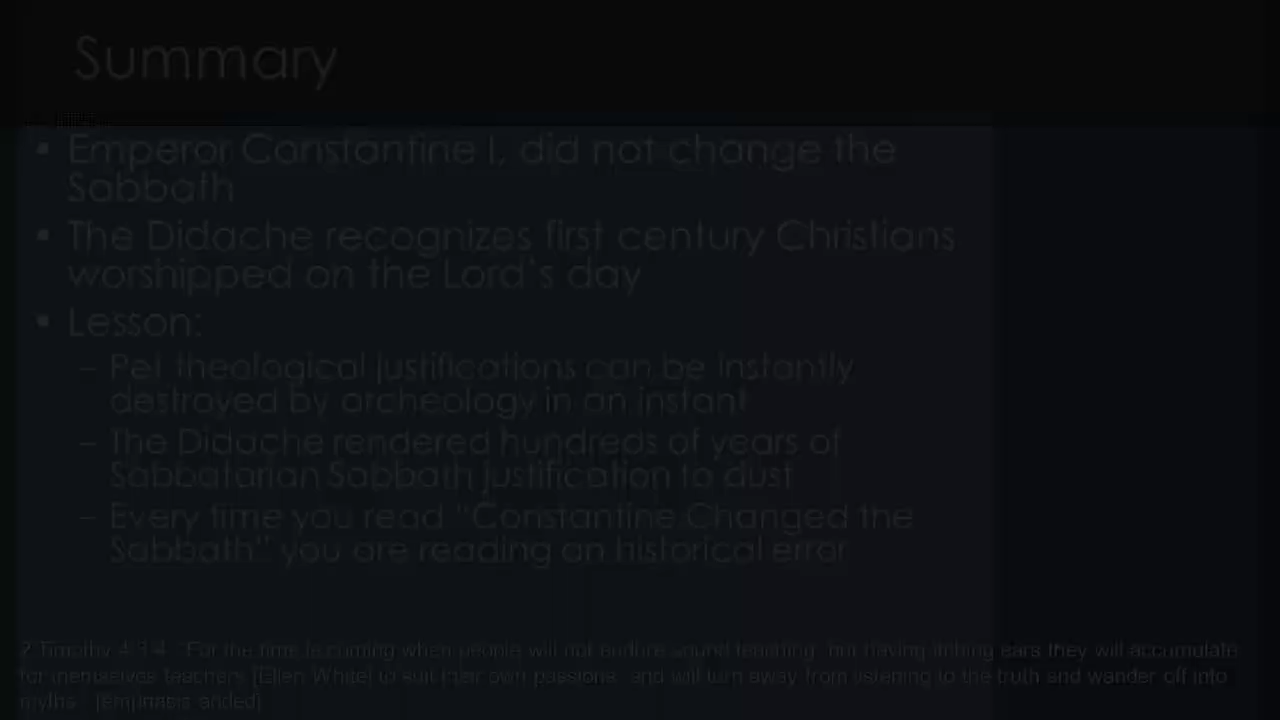 Summary
• Emperor Constantine I, did not change the
Sabbath
• The Didache recognizes first century Christians
worshipped on the Lord's day
• Lesson:
– Pet theological justifications can be instantly
destroyed by archeology in an instant
– The Didache rendered hundreds of years of
Sabbatarian Sabbath justification to dust
– Every time you read "Constantine Changed the
Sabbath" you are reading an historical error
2 Timothy 4:3-4 "For the time is coming when people will not endure sound teaching, but having itching ears they will accumulate
for themselves teachers [Ellen White] to suit their own passions, and will turn away from listening to the truth and wander off into
myths." [emphasis added]